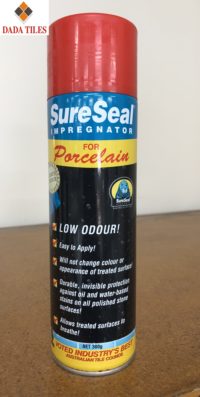 DADA TILES
SureSeal
IMPREGNATOR
FOR
Porcelain
SureSeal
LOW ODOUR!
Easy to Apply!
Will not change colour or
appearance of treated surface!
Durable, invisible protection
against oil and water-based
stains on all polished stone
surfaces!
Allows treated surfaces to
breathe!
VOTED INDUSTRY'S BEST
AUSTRALIAN TILE COUNCIL
NET 300g